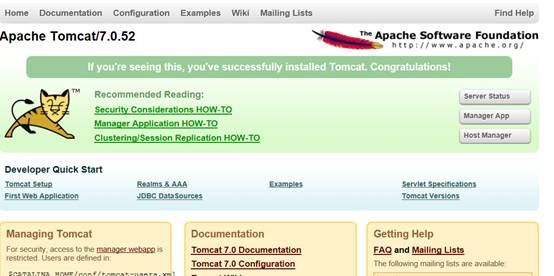 Home Documentation Configuration Examples Wiki Mailing Lists Find Help
Apache Tomcat/7.0.52
The Apache Software Foundation
http://www.apache.org/
If you're seeing this, you've successfully installed Tomcat. Congratulations!
TM
Recommended Reading:
Security Considerations HOW-TO
Manager Application HOW-TO
Clustering/Session Replication HOW-TO
Server Status
Manager App
Host Manager
Developer Quick Start
Tomcat Setup Realms & AAA Examples Servlet Specifications
First Web Application JDBC DataSources Tomcat Versions
Managing Tomcat
For security, access to the manager webapp is
restricted. Users are defined in:
$CATALINA_HOME/conf/tomcat-users.xml
Documentation
Tomcat 7.0 Documentation
Tomcat 7.0 Configuration
Tomcat Wiki
Getting Help
FAQ and Mailing Lists
The following mailing lists are available: